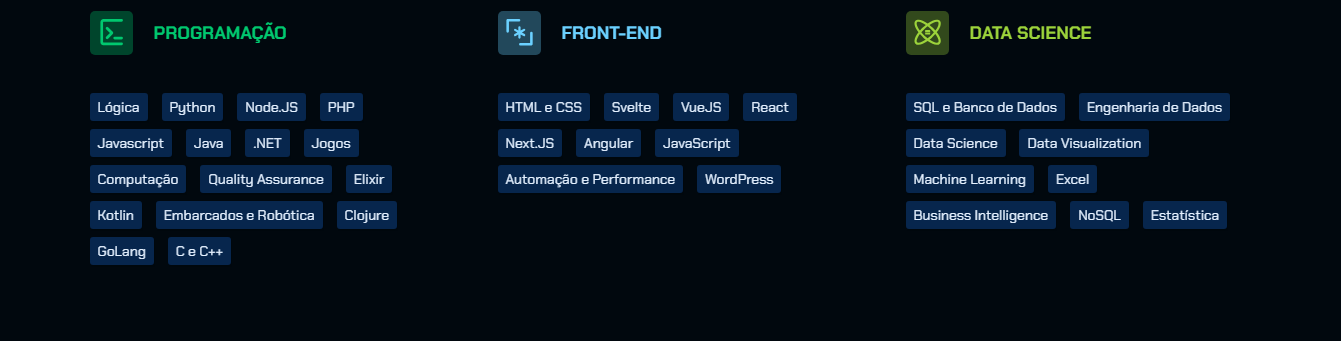 PROGRAMAÇÃO
Lógica Python Node.JS PHP
Javascript Java .NET Jogos
Computação Quality Assurance Elixir
Kotlin Embarcados e Robótica Clojure
GoLang C e C++
FRONT-END
HTML e CSS Svelte VueJS React
Next.JS Angular JavaScript
Automação e Performance WordPress
DATA SCIENCE
SQL e Banco de Dados Engenharia de Dados
Data Science Data Visualization
Machine Learning Excel
Business Intelligence NoSQL Estatística